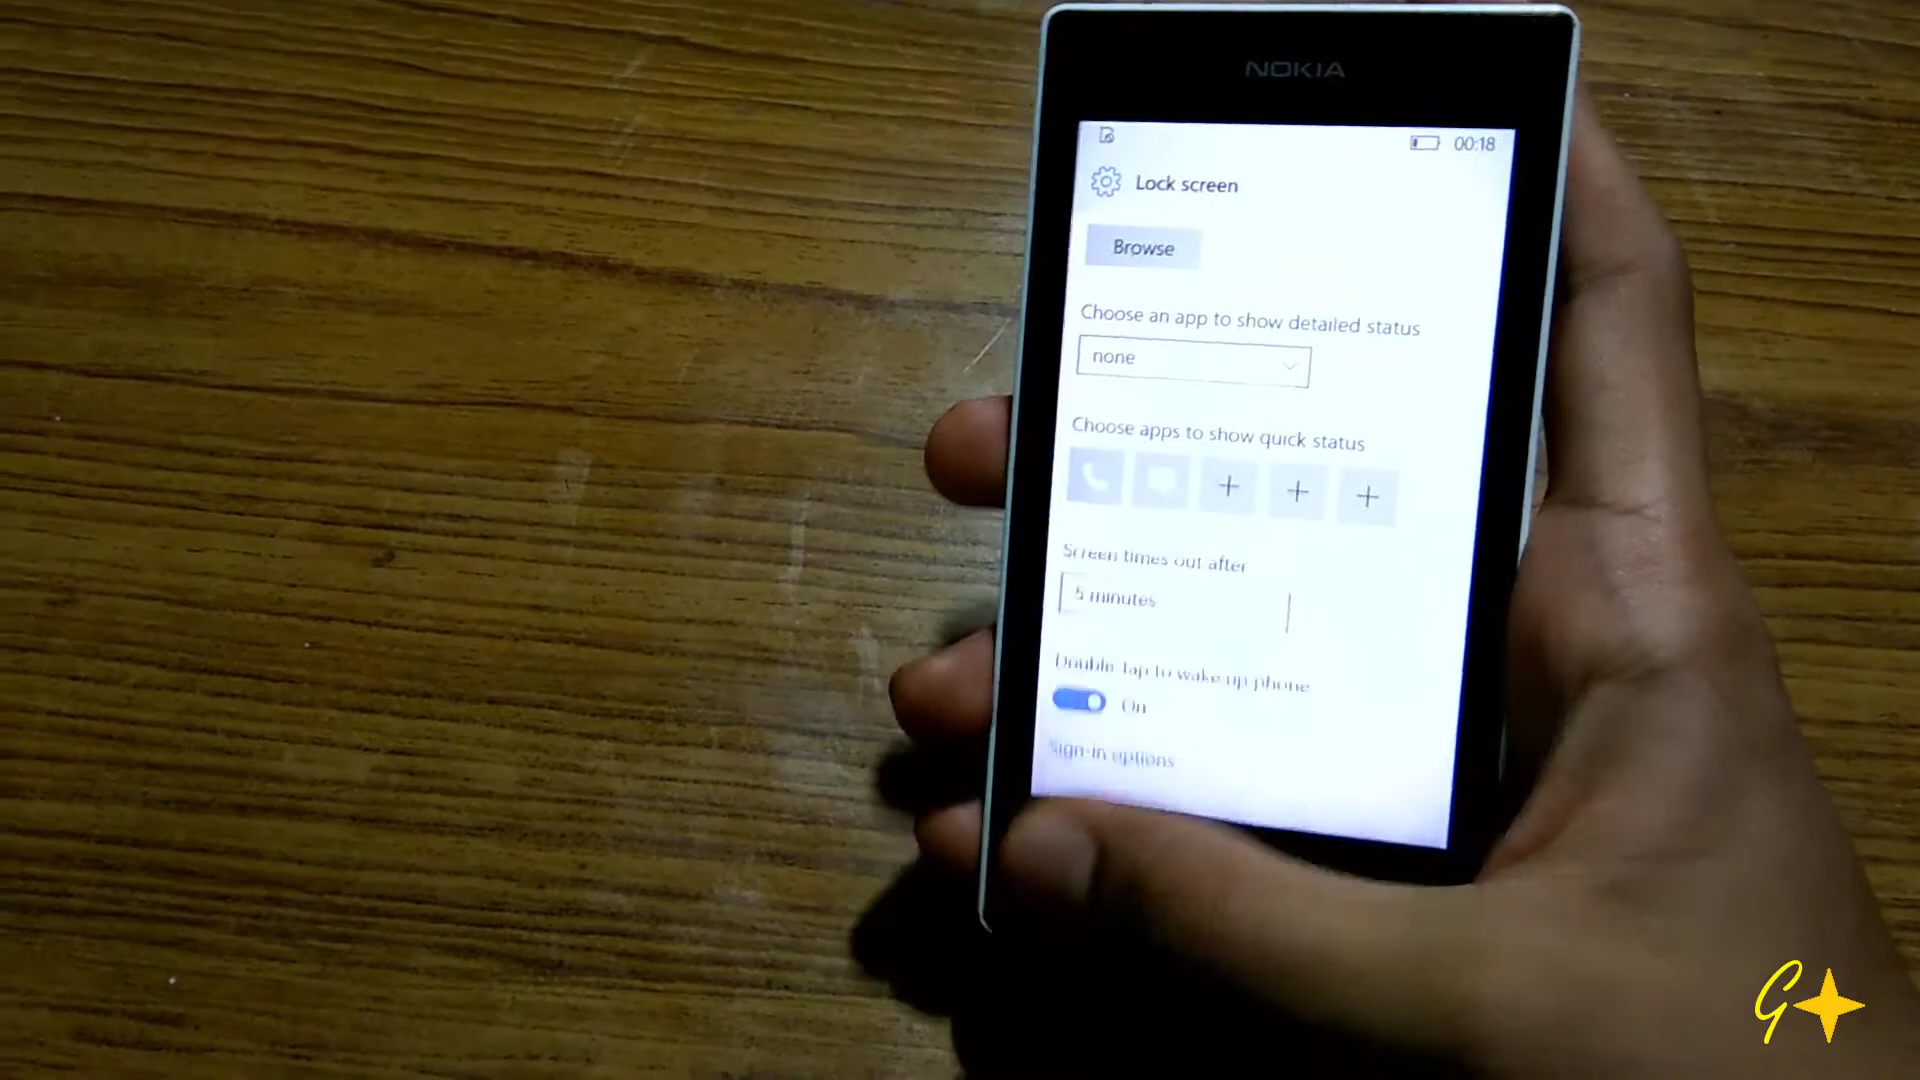 NOKIA
00:18
Lock screen
Browse
Choose an app to show detailed status
none
Choose apps to show quick status
Screen times out after
5 minutes
Double tap to wake up phone
On
Sign-in options
G